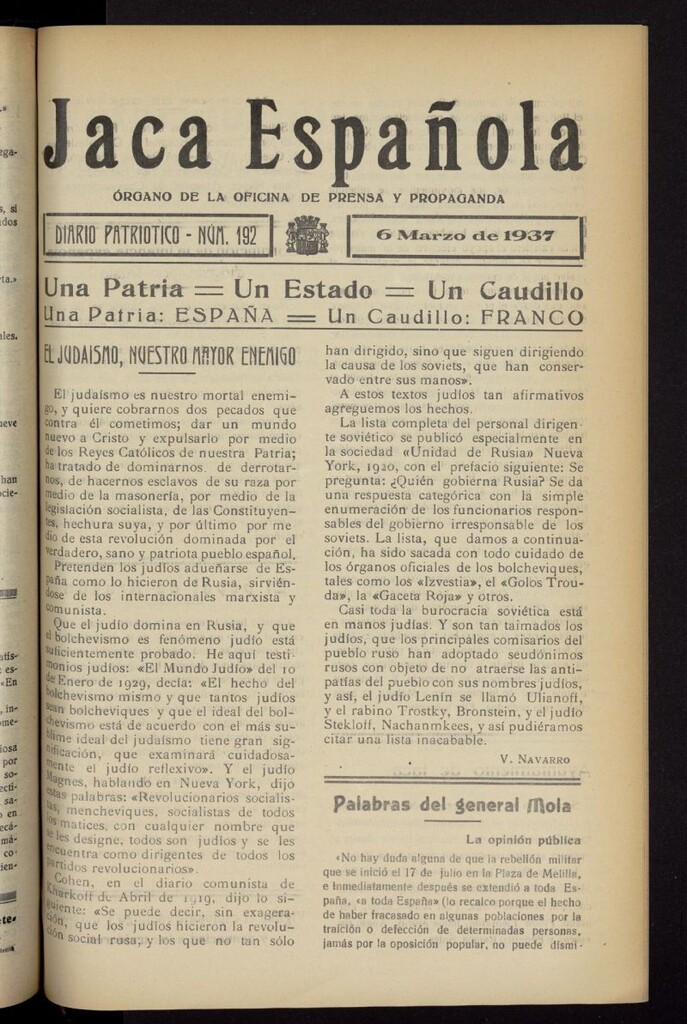 Jaca Española
ÓRGANO DE LA OFICINA DE PRENSA Y PROPAGANDA
DIARIO PATRIOTICO - NÚM. 192
6 Marzo de 1937
Una Patria = Un Estado = Un Caudillo
Una Patria: ESPAÑA = Un Caudillo: FRANCO
EL JUDAISMO, NUESTRO MAYOR ENEMIGO
El judaísmo es nuestro mortal enemi-
go, y quiere cobrarnos dos pecados que
contra él cometimos; dar un mundo
nuevo a Cristo y expulsarlo por medio
de los Reyes Católicos de nuestra Patria;
ha tratado de dominarnos. de derrotar-
nos, de hacernos esclavos de su raza por
medio de la masonería, por medio de la
legislación socialista, de las Constituyen-
tes, hechura suya, y por último por me
dio de esta revolución dominada por el
verdadero, sano y patriota pueblo español.
Pretenden los judíos adueñarse de Es-
paña como lo hicieron de Rusia, sirvién-
dose de los internacionales marxista y
comunista.
Que el judío domina en Rusia, y que
el bolchevismo es fenómeno judío está
suficientemente probado. He aquí testi-
monios judíos: «El Mundo Judío» del 10
de Enero de 1929, decía: «El hecho del
bolchevismo mismo y que tantos judíos
sean bolcheviques y que el ideal del bol-
chevismo está de acuerdo con el más su-
blime ideal del judaísmo tiene gran sig-
nificación, que examinará cuidadosa-
mente el judío reflexivo». Y el judío
Magnes, hablando en Nueva York, dijo
estas palabras: «Revolucionarios socialis-
tas, mencheviques, socialistas de todos
los matices, con cualquier nombre que
se les designe, todos son judíos y se les
encuentra como dirigentes de todos los
partidos revolucionarios».
Cohen, en el diario comunista de
Kharkoff de Abril de 1919, dijo lo si-
guiente: «Se puede decir, sin exagera-
ción, que los judíos hicieron la revolu-
ción social rusa; y los que no tan sólo
han dirigido, sino que siguen dirigiendo
la causa de los soviets, que han conser-
vado entre sus manos».
A estos textos judíos tan afirmativos
agreguemos los hechos.
La lista completa del personal dirigen
te soviético se publicó especialmente en
la sociedad «Unidad de Rusia» Nueva
York, 1920, con el prefacio siguiente: Se
pregunta: ¿Quién gobierna Rusia? Se da
una respuesta categórica con la simple
enumeración de los funcionarios respon-
sables del gobierno irresponsable de los
soviets. La lista, que damos a continua-
ción, ha sido sacada con todo cuidado de
los órganos oficiales de los bolcheviques,
tales como los «Izvestia», el «Golos Trou-
da», la «Gaceta Roja» y otros.
Casi toda la burocracia soviética está
en manos judías. Y son tan taimados los
judíos, que los principales comisarios del
pueblo ruso han adoptado seudónimos
rusos con objeto de no atraerse las anti-
patías del pueblo con sus nombres judíos,
y así, el judío Lenín se llamó Ulianoff,
y el rabino Trostky, Bronstein, y el judío
Stekloff, Nachanmkees, y así pudiéramos
citar una lista inacabable.
V. NAVARRO
Palabras del general Mola
La opinión pública
«No hay duda alguna de que la rebelión militar
que se inició el 17 de julio en la Plaza de Melilla,
e inmediatamente después se extendió a toda Es-
paña, «a toda España» (lo recalco porque el hecho
de haber fracasado en algunas poblaciones por la
traición o defección de determinadas personas,
jamás por la oposición popular, no puede dismi-